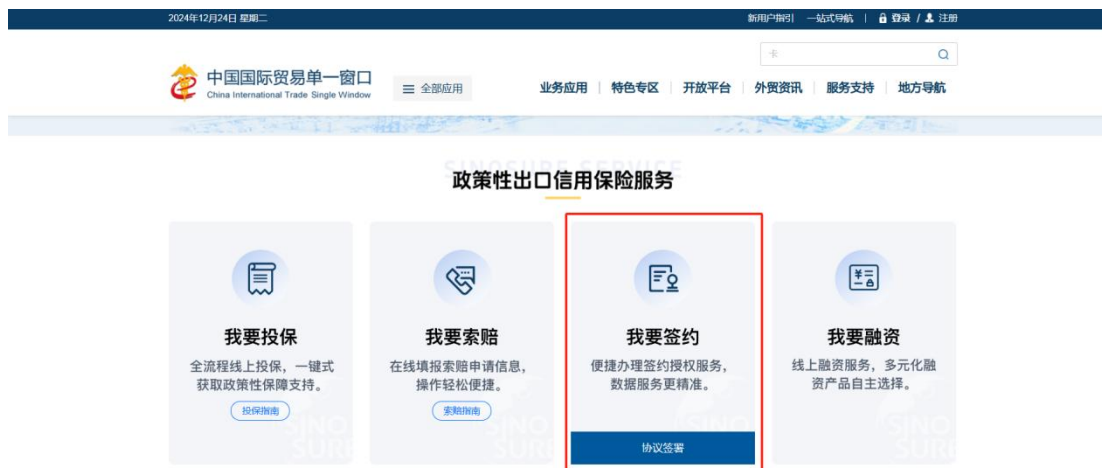 2024年12月24日 星期二
新用户指引 一站式导航 | 登录 / 注册
卡
中国国际贸易单一窗口
China International Trade Single Window
全部应用
业务应用 | 特色专区 | 开放平台 | 外贸资讯 | 服务支持 | 地方导航
SINOSURE SERVICE
政策性出口信用保险服务
我要投保
全流程线上投保，一键式
获取政策性保障支持。
投保指南
SINO
SURE
我要索赔
在线填报索赔申请信息，
操作轻松便捷。
索赔指南
SINO
SURE
我要签约
便捷办理签约授权服务，
数据服务更精准。
SINO
协议签署
我要融资
线上融资服务，多元化融
资产品自主选择。
SINO
SURE